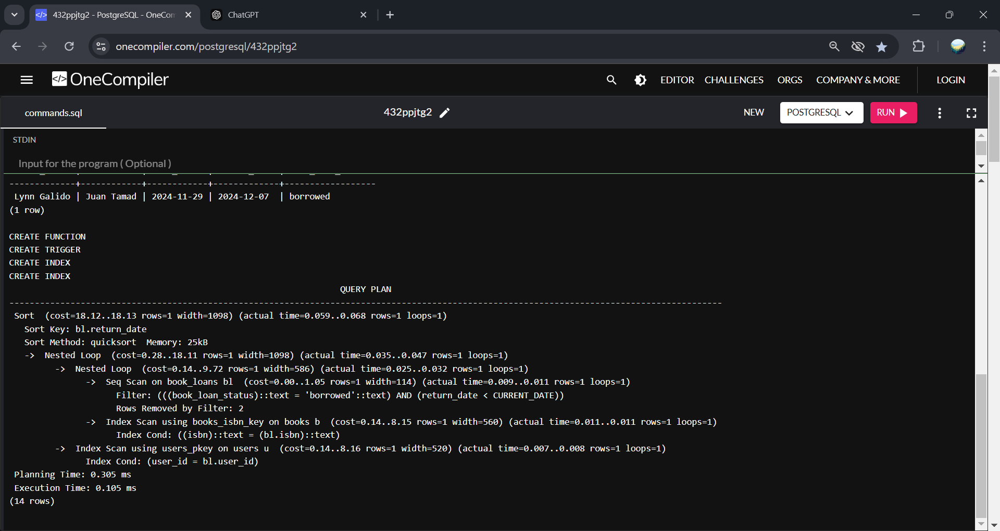 432ppjtg2 - PostgreSQL - OneCom
ChatGPT
onecompiler.com/postgresql/432ppjtg2
OneCompiler
EDITOR
CHALLENGES
ORGS
COMPANY & MORE
LOGIN
commands.sql
432ppjtg2
NEW
POSTGRESQL
RUN
STDIN
Input for the program ( Optional )
-------------+------------+------------+-------------+------------------
Lynn Galido | Juan Tamad | 2024-11-29 | 2024-12-07  | borrowed
(1 row)
CREATE FUNCTION
CREATE TRIGGER
CREATE INDEX
CREATE INDEX
QUERY PLAN
--------------------------------------------------------------------------------------------------------------------------------------------
Sort  (cost=18.12..18.13 rows=1 width=1098) (actual time=0.059..0.068 rows=1 loops=1)
Sort Key: bl.return_date
Sort Method: quicksort  Memory: 25kB
->  Nested Loop  (cost=0.28..18.11 rows=1 width=1098) (actual time=0.035..0.047 rows=1 loops=1)
->  Nested Loop  (cost=0.14..9.72 rows=1 width=586) (actual time=0.025..0.032 rows=1 loops=1)
->  Seq Scan on book_loans bl  (cost=0.00..1.05 rows=1 width=114) (actual time=0.009..0.011 rows=1 loops=1)
Filter: (((book_loan_status)::text = 'borrowed'::text) AND (return_date < CURRENT_DATE))
Rows Removed by Filter: 2
->  Index Scan using books_isbn_key on books b  (cost=0.14..8.15 rows=1 width=560) (actual time=0.011..0.011 rows=1 loops=1)
Index Cond: ((isbn)::text = (bl.isbn)::text)
->  Index Scan using users_pkey on users u  (cost=0.14..8.16 rows=1 width=520) (actual time=0.007..0.008 rows=1 loops=1)
Index Cond: (user_id = bl.user_id)
Planning Time: 0.305 ms
Execution Time: 0.105 ms
(14 rows)